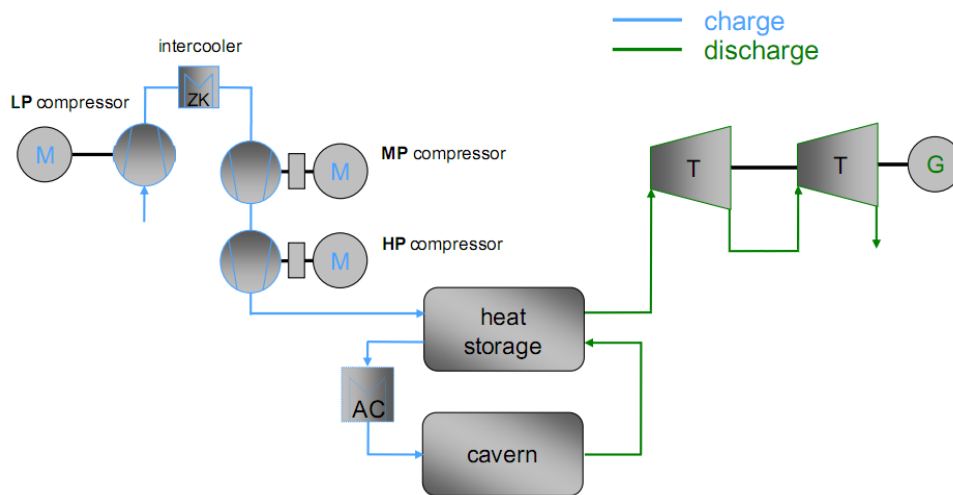 charge
discharge
intercooler
ZK
LP compressor
M
MP compressor
M
T
T
G
HP compressor
M
heat
storage
AC
cavern